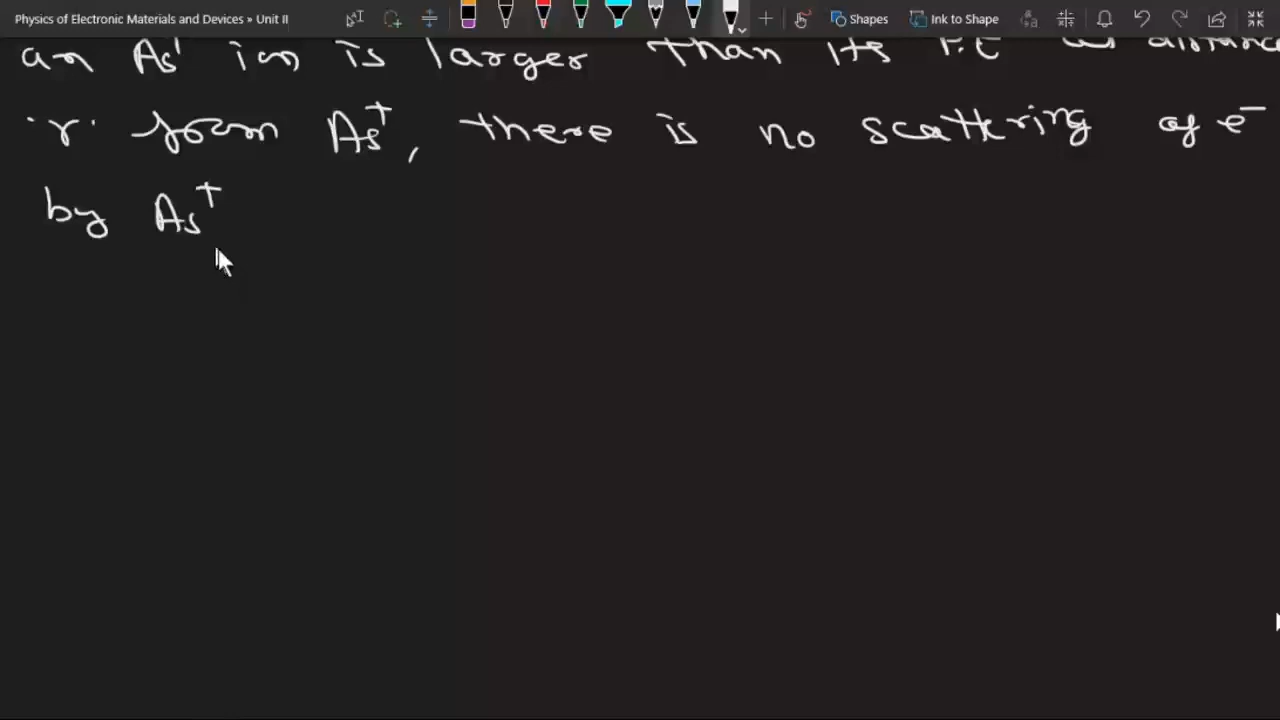 Physics of Electronic Materials and Devices » Unit II
Shapes
Ink to Shape
an As⁺ ion is larger than its P.E
'r' from As⁺, there is no scattering of e⁻
by As⁺